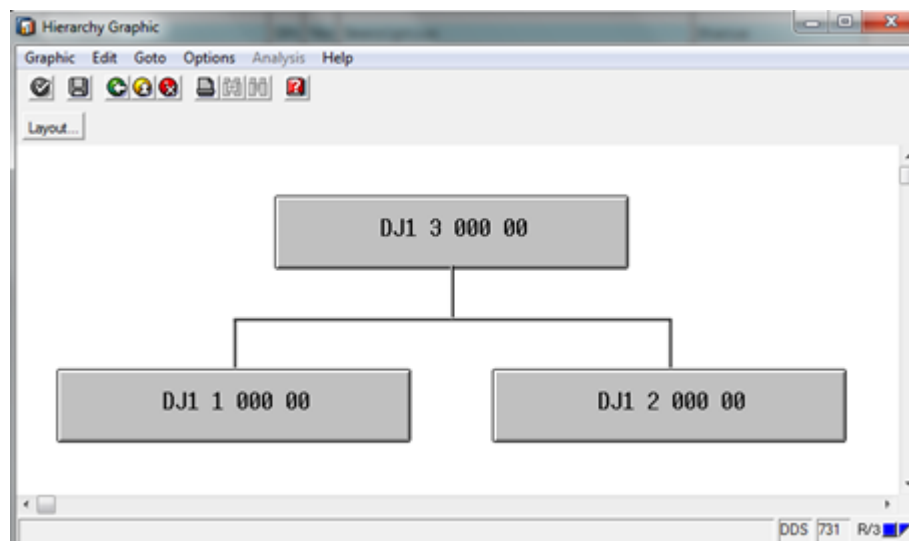 Hierarchy Graphic
Graphic Edit Goto Options Analysis Help
Layout...
DJ1 3 000 00
DJ1 1 000 00
DJ1 2 000 00
DDS 731 R/3